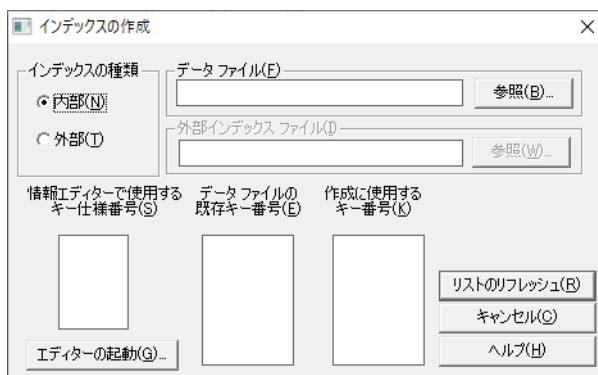 インデックスの作成
インデックスの種類
内部(N)
外部(T)
データ ファイル(F)
参照(B)...
外部インデックス ファイル(I)
参照(W)...
情報エディターで使用する
キー仕様番号(S)
データ ファイルの
既存キー番号(E)
作成に使用する
キー番号(K)
エディターの起動(G)...
リストのリフレッシュ(R)
キャンセル(C)
ヘルプ(H)